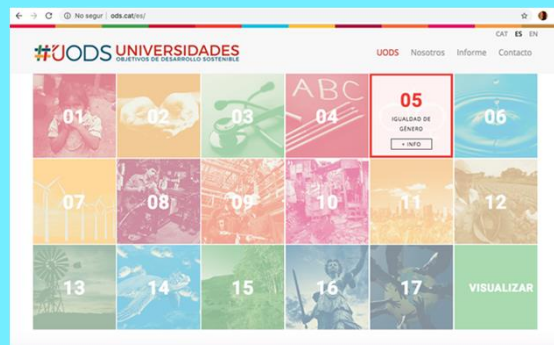 No segur | ods.cat/es/
CAT ES EN
#UODS UNIVERSIDADES
OBJETIVOS DE DESARROLLO SOSTENIBLE
UODS Nosotros Informe Contacto
01 02 03 ABC 04 05 06
IGUALDAD DE
GÉNERO
+ INFO
07 08 09 10 11 12
13 14 15 16 17 VISUALIZAR